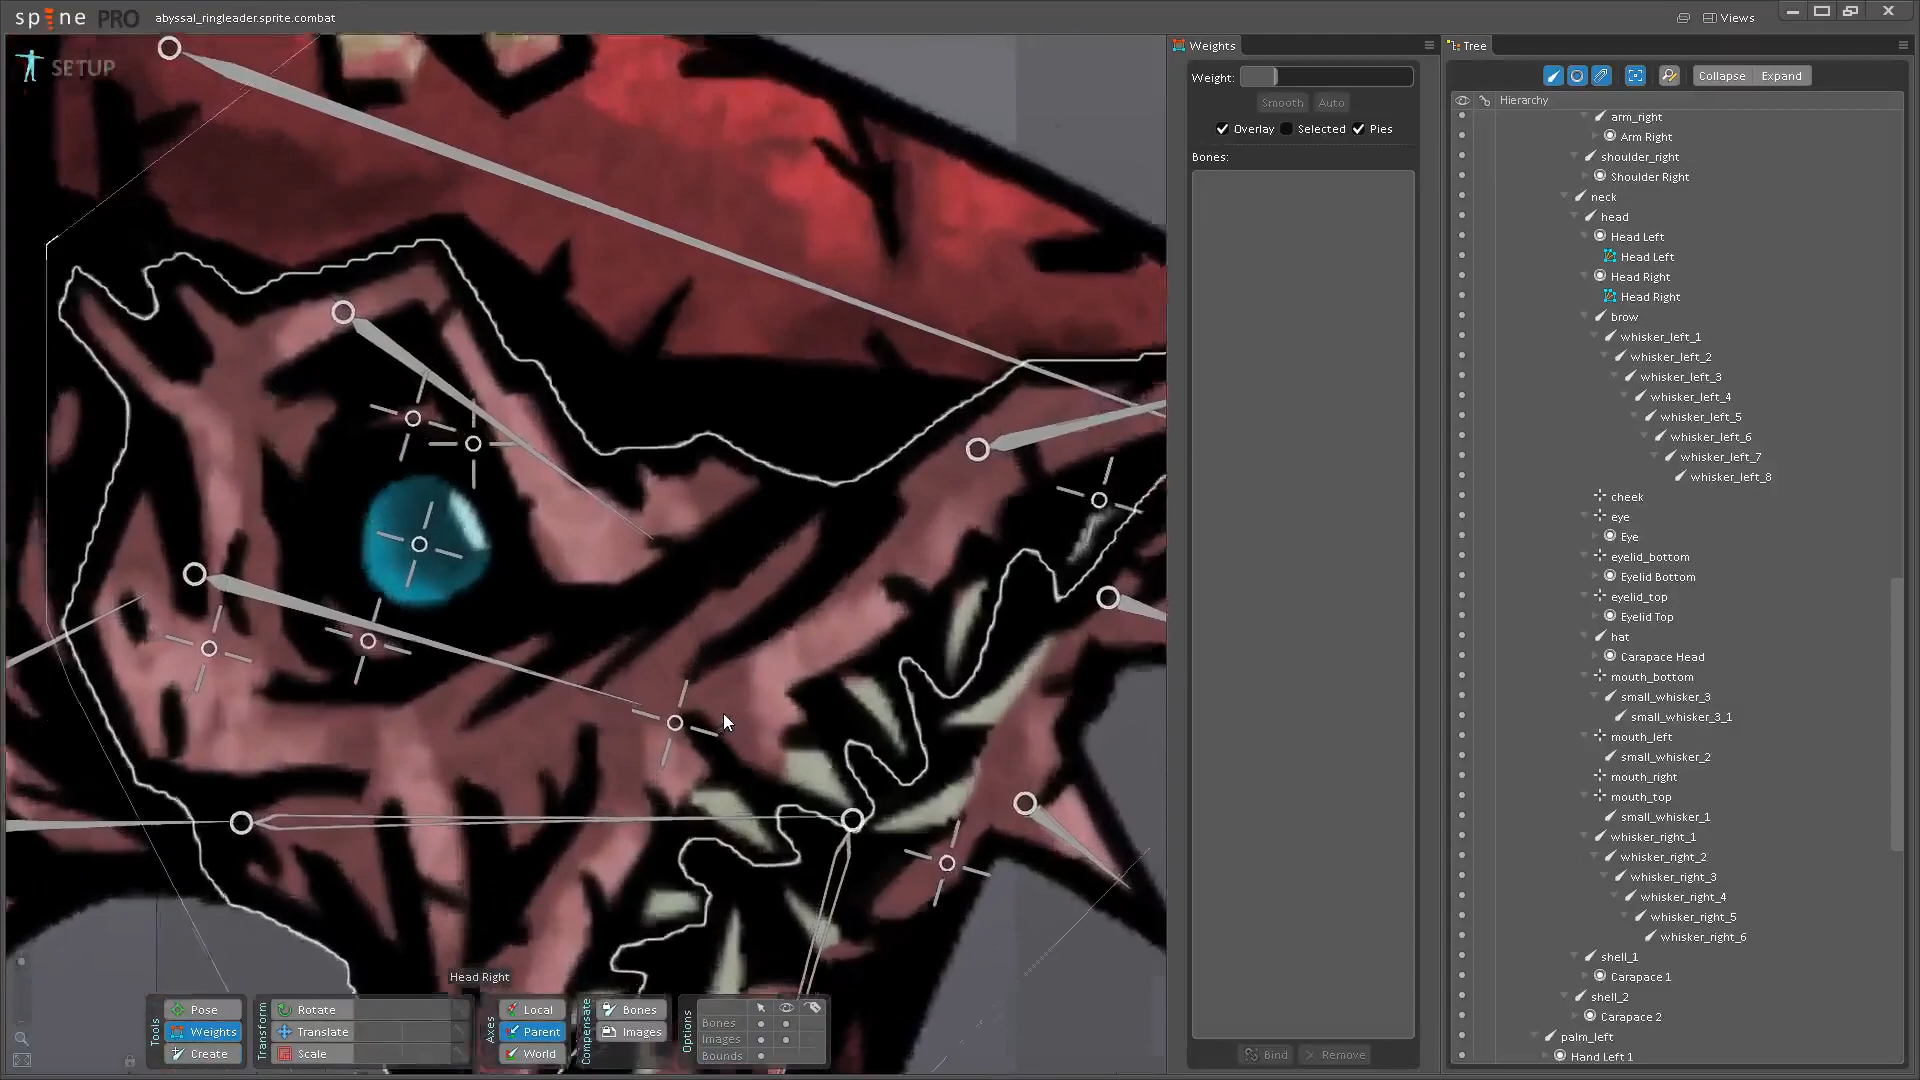 spine PRO abyssal_ringleader.sprite.combat
Views
SETUP
Weights
Weight:
Smooth Auto
Overlay Selected Pies
Bones:
Bind Remove
Tree
Collapse Expand
Hierarchy
arm_right
Arm Right
shoulder_right
Shoulder Right
neck
head
Head Left
Head Left
Head Right
Head Right
brow
whisker_left_1
whisker_left_2
whisker_left_3
whisker_left_4
whisker_left_5
whisker_left_6
whisker_left_7
whisker_left_8
cheek
eye
Eye
eyelid_bottom
Eyelid Bottom
eyelid_top
Eyelid Top
hat
Carapace Head
mouth_bottom
small_whisker_3
small_whisker_3_1
mouth_left
small_whisker_2
mouth_right
mouth_top
small_whisker_1
whisker_right_1
whisker_right_2
whisker_right_3
whisker_right_4
whisker_right_5
whisker_right_6
shell_1
Carapace 1
shell_2
Carapace 2
palm_left
Hand Left 1
Head Right
Tools
Pose
Weights
Create
Transform
Rotate
Translate
Scale
Axes
Local
Parent
World
Compensate
Bones
Images
Options
Bones
Images
Bounds